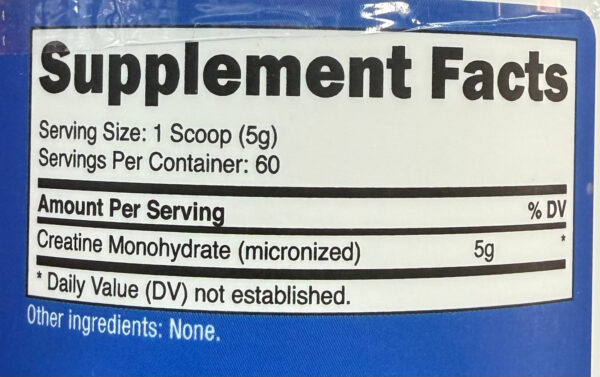 Supplement Facts
Serving Size: 1 Scoop (5g)
Servings Per Container: 60
Amount Per Serving % DV
Creatine Monohydrate (micronized) 5g *
* Daily Value (DV) not established.
Other ingredients: None.